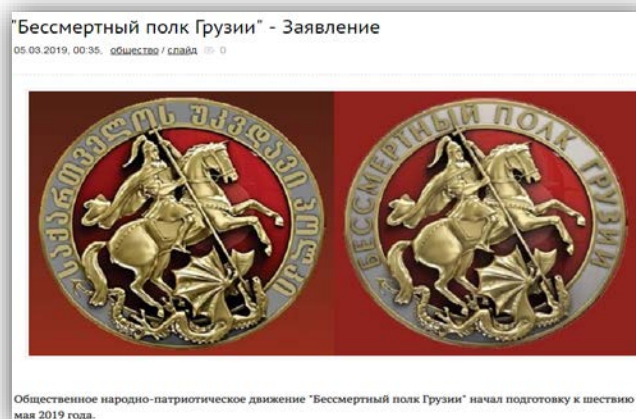 "Бессмертный полк Грузии" - Заявление
05.03.2019, 00:35, общество / слайд 0
საქართველოს უკვდავი პოლკი
БЕССМЕРТНЫЙ ПОЛК ГРУЗИИ
Общественное народно-патриотическое движение "Бессмертный полк Грузии" начал подготовку к шествию
мая 2019 года.